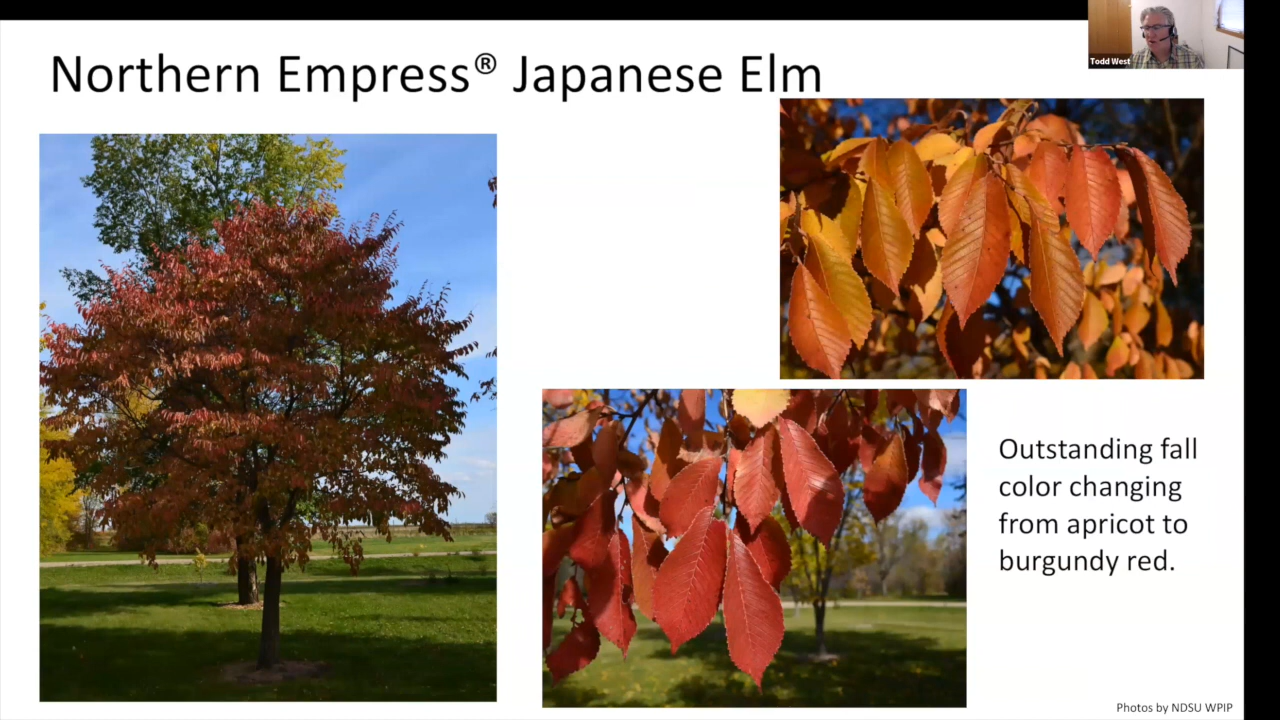 Northern Empress® Japanese Elm
Todd West
Outstanding fall
color changing
from apricot to
burgundy red.
Photos by NDSU WPIP